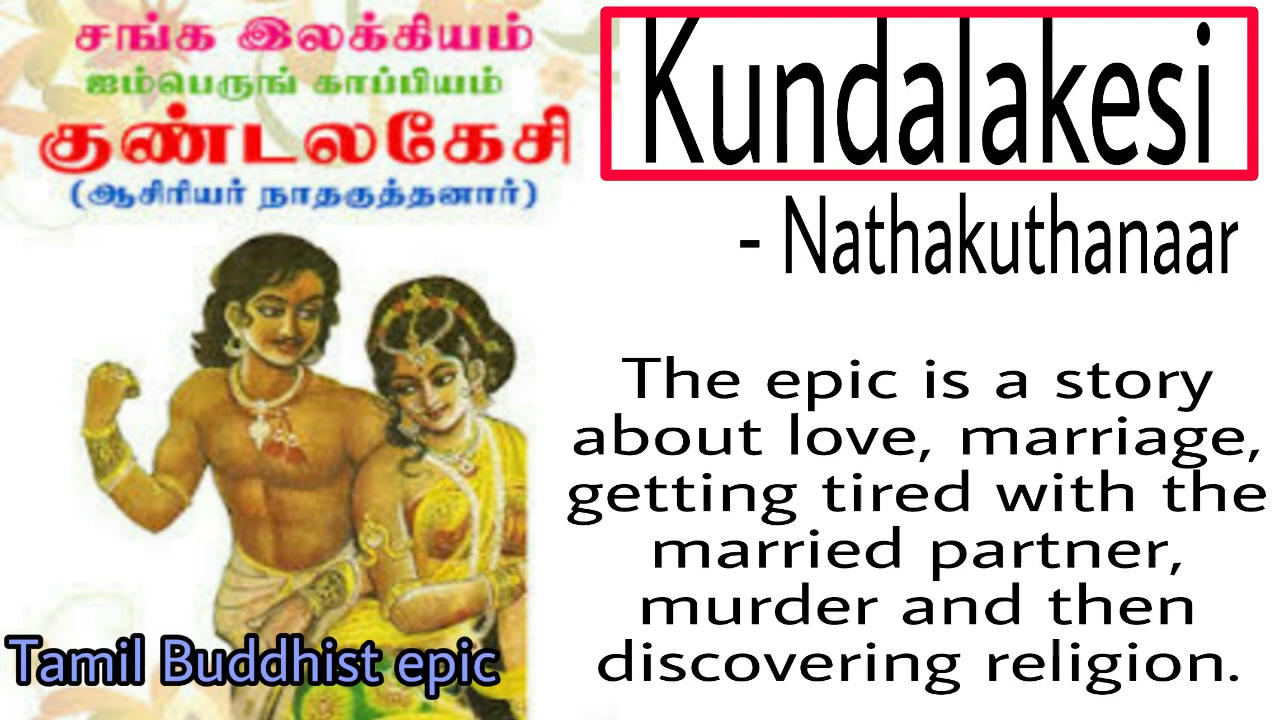 சங்க இலக்கியம்
ஐம்பெருங் காப்பியம்
குண்டலகேசி
(ஆசிரியர் நாதகுத்தனார்)
Kundalakesi
- Nathakuthanaar
The epic is a story
about love, marriage,
getting tired with the
married partner,
murder and then
discovering religion.
Tamil Buddhist epic